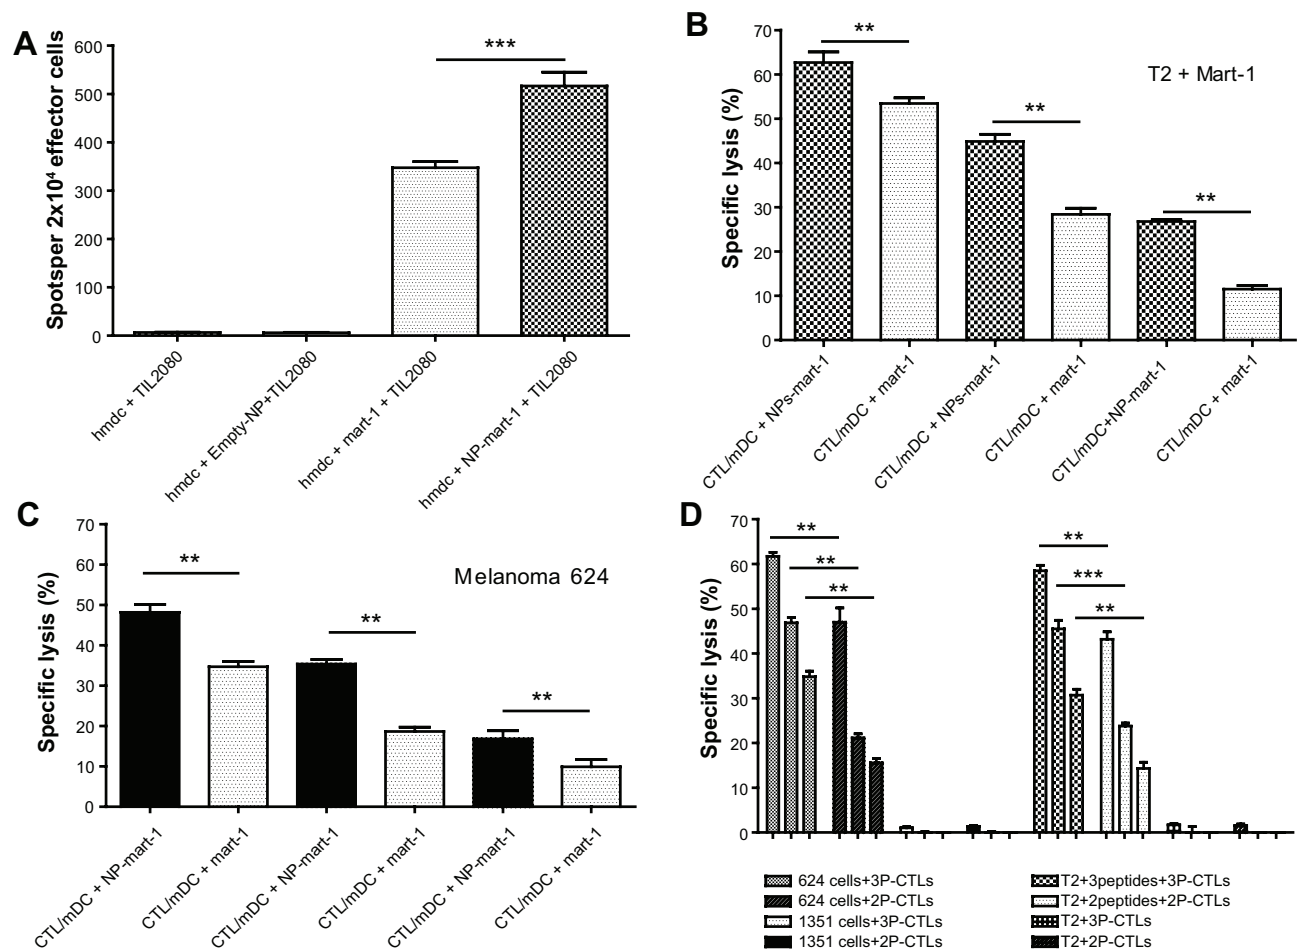 A
Spotsper 2x10⁴ effector cells
600
500
400
300
200
100
0
***
hmdc + TIL2080
hmdc + Empty-NP+TIL2080
hmdc + mart-1 + TIL2080
hmdc + NP-mart-1 + TIL2080
B
Specific lysis (%)
70
60
50
40
30
20
10
0
**
**
**
T2 + Mart-1
CTL/mDC + NPs-mart-1
CTL/mDC + mart-1
CTL/mDC + NPs-mart-1
CTL/mDC + mart-1
CTL/mDC+NP-mart-1
CTL/mDC + mart-1
C
Specific lysis (%)
70
60
50
40
30
20
10
0
**
**
**
Melanoma 624
CTL/mDC + NP-mart-1
CTL/mDC + mart-1
CTL/mDC + NP-mart-1
CTL/mDC + mart-1
CTL/mDC + NP-mart-1
CTL/mDC + mart-1
D
Specific lysis (%)
70
60
50
40
30
20
10
0
**
**
**
**
***
**
624 cells+3P-CTLs
624 cells+2P-CTLs
1351 cells+3P-CTLs
1351 cells+2P-CTLs
T2+3peptides+3P-CTLs
T2+2peptides+2P-CTLs
T2+3P-CTLs
T2+2P-CTLs